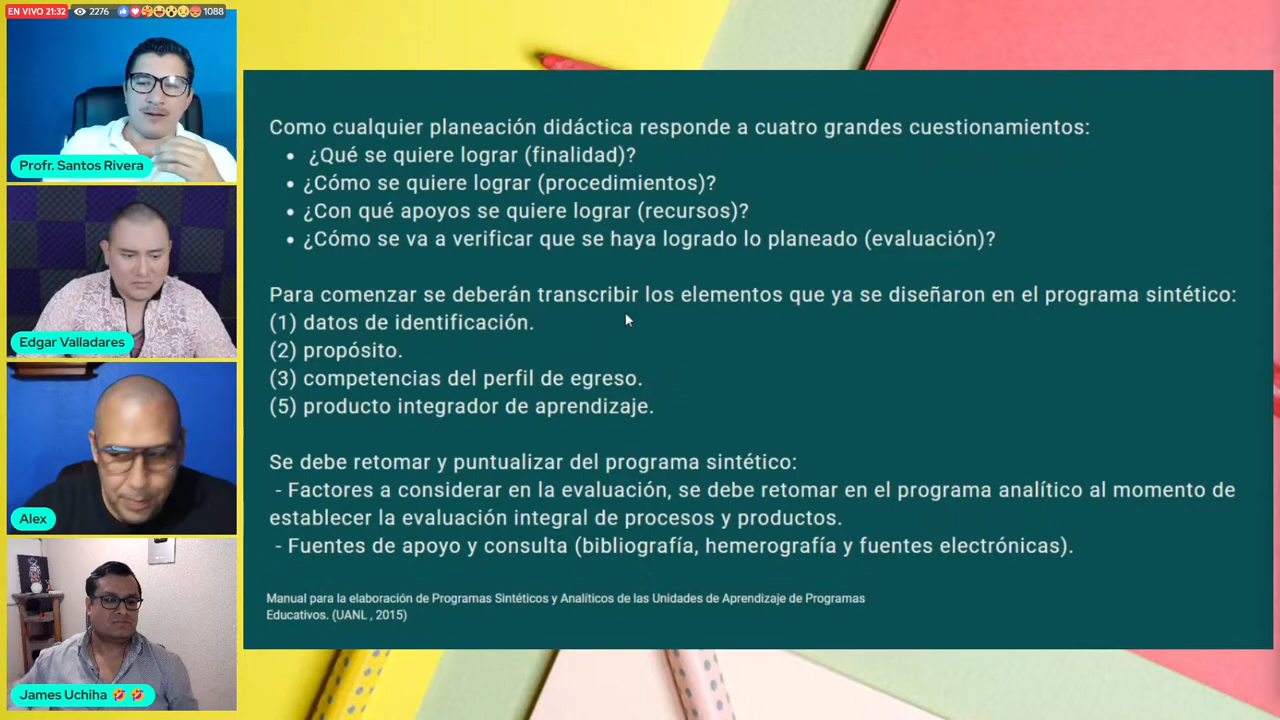 EN VIVO 21:32 2276 1088
Profr. Santos Rivera
Edgar Valladares
Alex
James Uchiha 🤣 🤣
Como cualquier planeación didáctica responde a cuatro grandes cuestionamientos:
• ¿Qué se quiere lograr (finalidad)?
• ¿Cómo se quiere lograr (procedimientos)?
• ¿Con qué apoyos se quiere lograr (recursos)?
• ¿Cómo se va a verificar que se haya logrado lo planeado (evaluación)?
Para comenzar se deberán transcribir los elementos que ya se diseñaron en el programa sintético:
(1) datos de identificación.
(2) propósito.
(3) competencias del perfil de egreso.
(5) producto integrador de aprendizaje.
Se debe retomar y puntualizar del programa sintético:
- Factores a considerar en la evaluación, se debe retomar en el programa analítico al momento de
establecer la evaluación integral de procesos y productos.
- Fuentes de apoyo y consulta (bibliografía, hemerografía y fuentes electrónicas).
Manual para la elaboración de Programas Sintéticos y Analíticos de las Unidades de Aprendizaje de Programas
Educativos. (UANL , 2015)